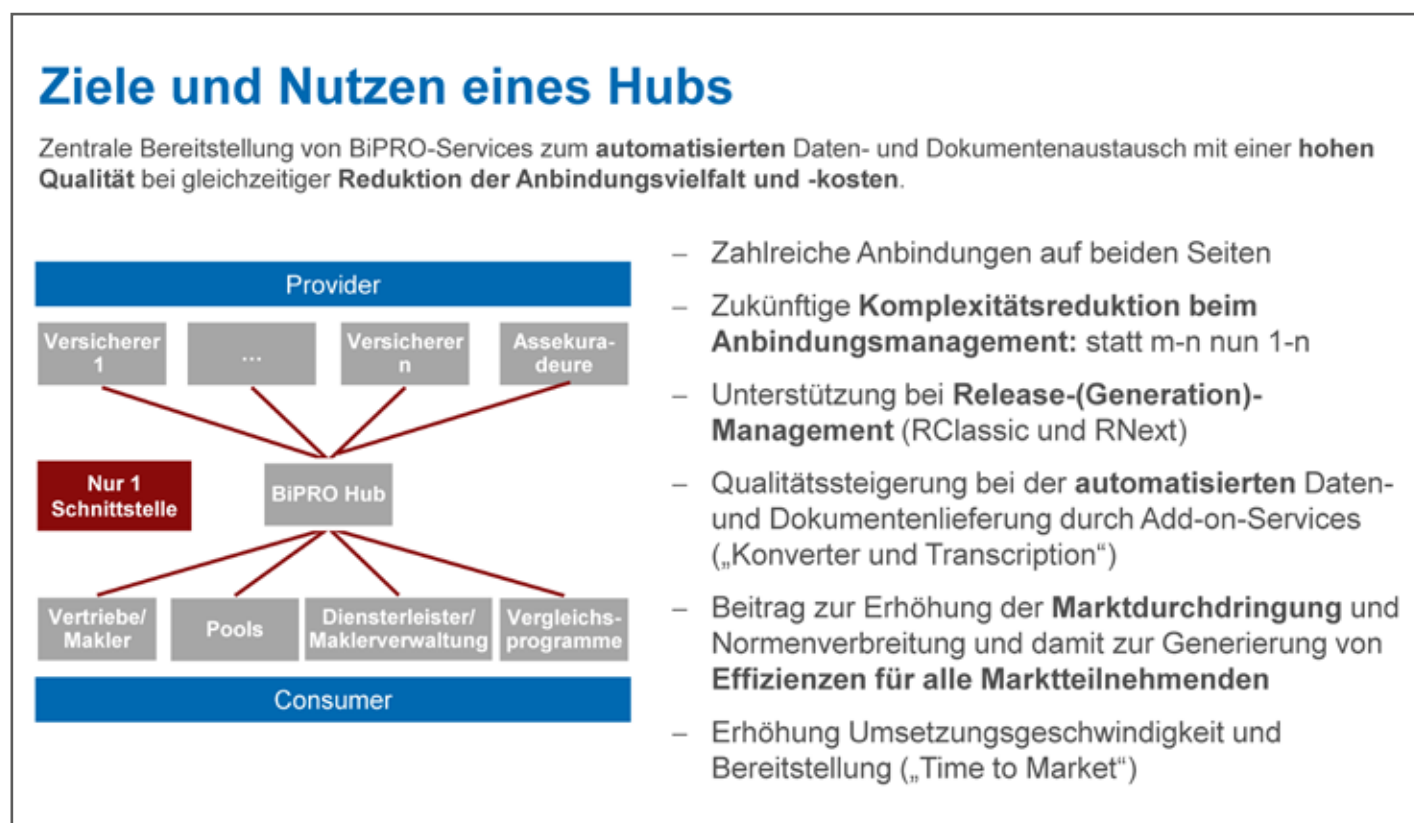 Ziele und Nutzen eines Hubs
Zentrale Bereitstellung von BiPRO-Services zum automatisierten Daten- und Dokumentenaustausch mit einer hohen
Qualität bei gleichzeitiger Reduktion der Anbindungsvielfalt und -kosten.
Provider
Versicherer
1
...
Versicherer
n
Assekura-
deure
Nur 1
Schnittstelle
BiPRO Hub
Vertriebe/
Makler
Pools
Diensterleister/
Maklerverwaltung
Vergleichs-
programme
Consumer
– Zahlreiche Anbindungen auf beiden Seiten
– Zukünftige Komplexitätsreduktion beim
Anbindungsmanagement: statt m-n nun 1-n
– Unterstützung bei Release-(Generation)-
Management (RClassic und RNext)
– Qualitätssteigerung bei der automatisierten Daten-
und Dokumentenlieferung durch Add-on-Services
(„Konverter und Transcription“)
– Beitrag zur Erhöhung der Marktdurchdringung und
Normenverbreitung und damit zur Generierung von
Effizienzen für alle Marktteilnehmenden
– Erhöhung Umsetzungsgeschwindigkeit und
Bereitstellung („Time to Market“)